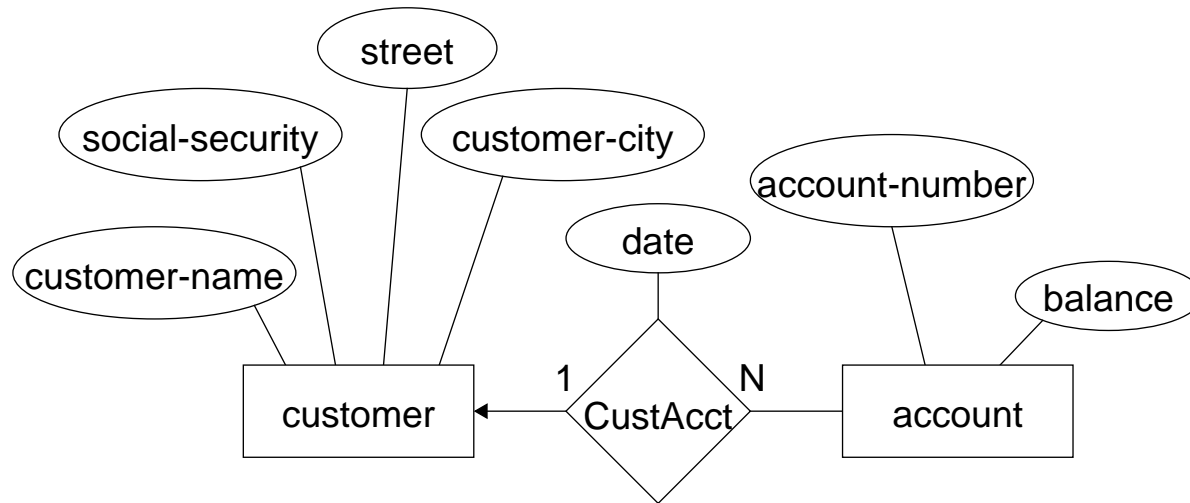 street
social-security
customer-city
account-number
date
customer-name
balance
1
N
customer
CustAcct
account